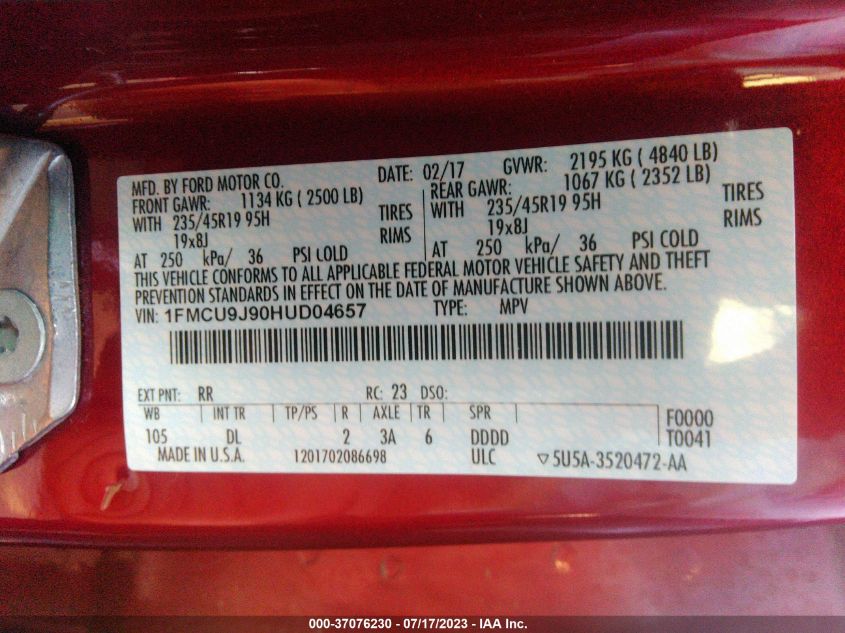 MFD. BY FORD MOTOR CO. DATE: 02/17 GVWR: 2195 KG ( 4840 LB)
FRONT GAWR: 1134 KG ( 2500 LB) REAR GAWR: 1067 KG ( 2352 LB)
WITH 235/45R19 95H TIRES WITH 235/45R19 95H TIRES
19x8J RIMS 19x8J RIMS
AT 250 kPa/ 36 PSI COLD AT 250 kPa/ 36 PSI COLD
THIS VEHICLE CONFORMS TO ALL APPLICABLE FEDERAL MOTOR VEHICLE SAFETY AND THEFT
PREVENTION STANDARDS IN EFFECT ON THE DATE OF MANUFACTURE SHOWN ABOVE.
VIN: 1FMCU9J90HUD04657 TYPE: MPV
EXT PNT: RR RC: 23 DSO:
WB INT TR TP/PS R AXLE TR SPR F0000
105 DL 2 3A 6 DDDD T0041
MADE IN U.S.A. 1201702086698 ULC ▽5U5A-3520472-AA
000-37076230 - 07/17/2023 - IAA Inc.